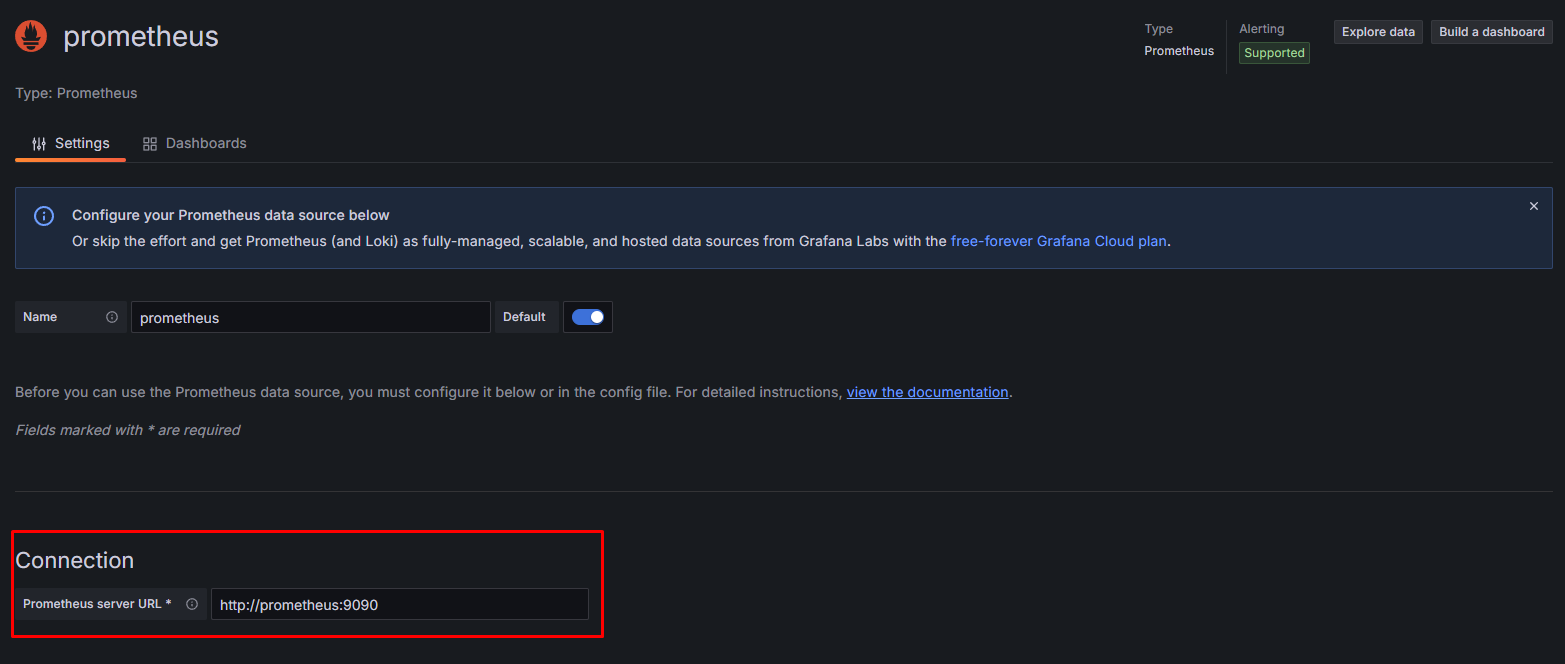 prometheus
Type
Prometheus
Alerting
Supported
Explore data
Build a dashboard
Type: Prometheus
Settings
Dashboards
Configure your Prometheus data source below
Or skip the effort and get Prometheus (and Loki) as fully-managed, scalable, and hosted data sources from Grafana Labs with the free-forever Grafana Cloud plan.
Name
prometheus
Default
Before you can use the Prometheus data source, you must configure it below or in the config file. For detailed instructions, view the documentation.
Fields marked with * are required
Connection
Prometheus server URL *
http://prometheus:9090